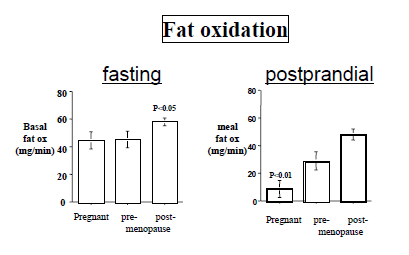 Fat oxidation
fasting
postprandial
80
60
40
20
0
Basal
fat ox
(mg/min)
P<0.05
Pregnant pre- post-
menopause
80
60
40
20
0
meal
fat ox
(mg/min)
P<0.01
Pregnant pre- post-
menopause